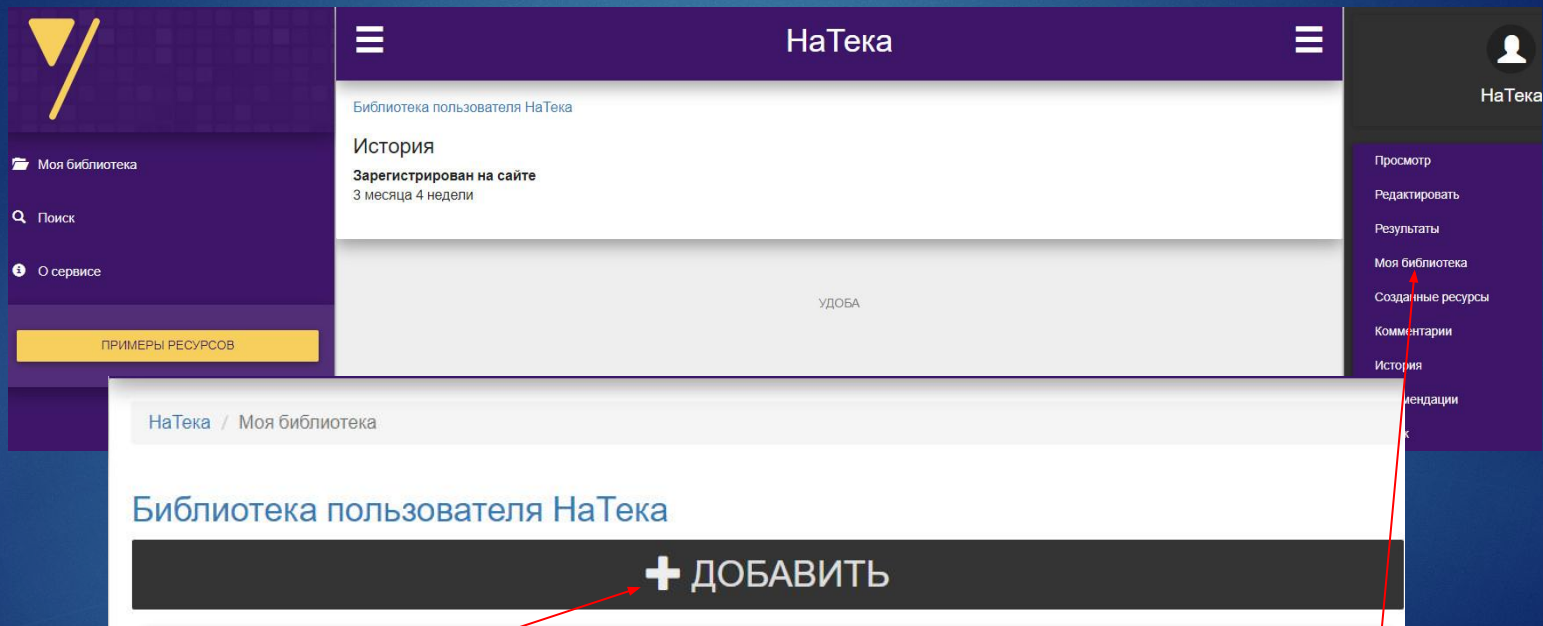 НаТека
НаТека
Библиотека пользователя НаТека
История
Зарегистрирован на сайте
3 месяца 4 недели
Моя библиотека
Поиск
О сервисе
ПРИМЕРЫ РЕСУРСОВ
УДОБА
Просмотр
Редактировать
Результаты
Моя библиотека
Созданные ресурсы
Комментарии
История
мендации
НаТека / Моя библиотека
Библиотека пользователя НаТека
ДОБАВИТЬ